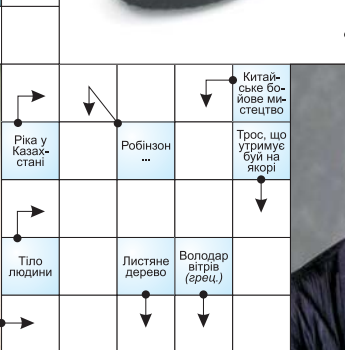 Китай-
ське бо-
йове ми-
стецтво
Ріка у
Казах-
стані
Робінзон
...
Трос, що
утримує
буй на
якорі
Тіло
людини
Листяне
дерево
Володар
вітрів
(грец.)